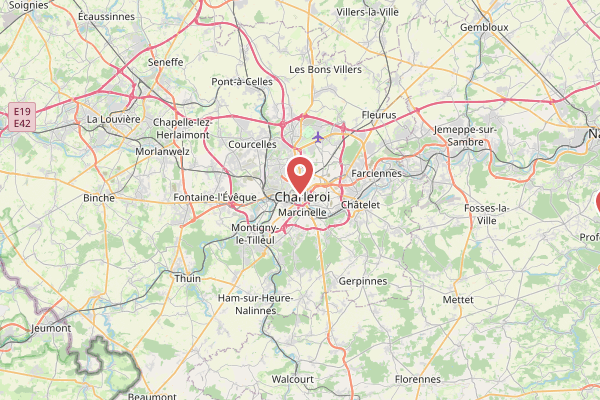 Soignies
Écaussinnes
Villers-la-Ville
Gembloux
Seneffe
Les Bons Villers
Pont-à-Celles
E19
E42
La Louvière
Chapelle-lez-
Herlaimont
Fleurus
Jemeppe-sur-
Sambre
Na
Morlanwelz
Courcelles
Farciennes
Binche
Fontaine-l'Évêque
Charleroi
Châtelet
Marcinelle
Fosses-la-
Ville
Montigny-
le-Tilleul
Prof
Thuin
Gerpinnes
Ham-sur-Heure-
Nalinnes
Mettet
Jeumont
Walcourt
Florennes
Beaumont